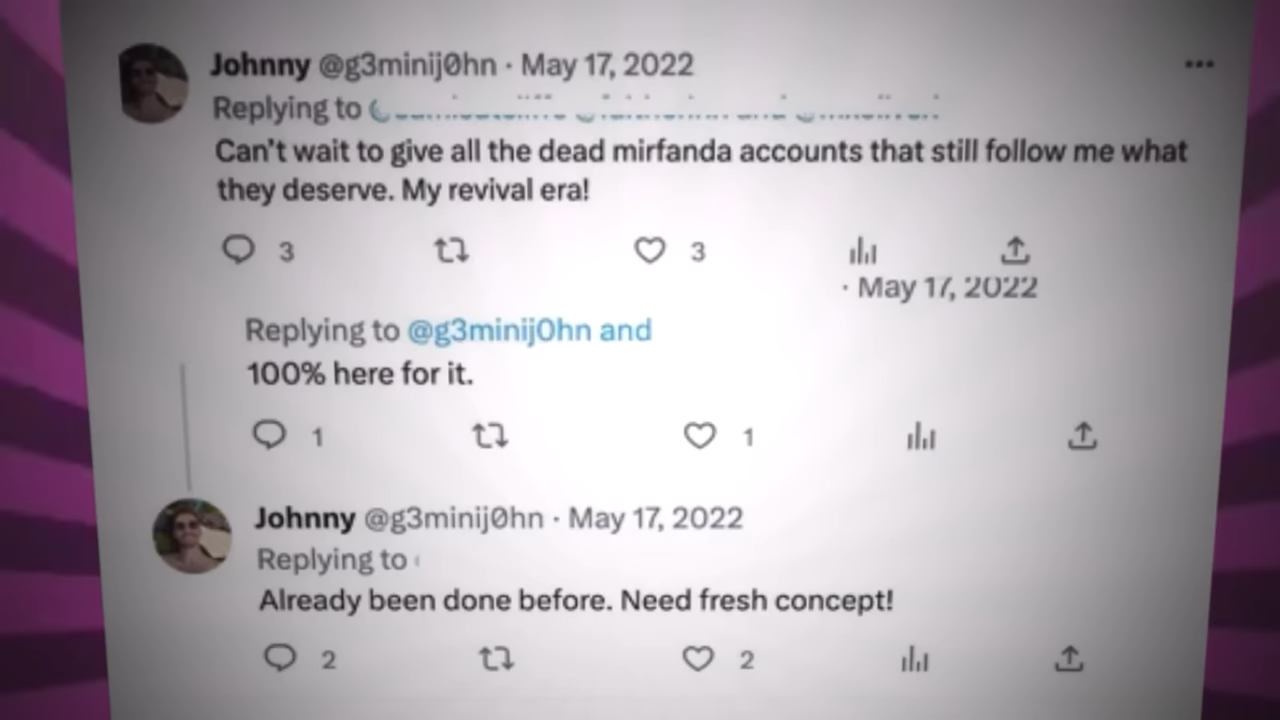 Johnny @g3minij0hn · May 17, 2022
Replying to
Can't wait to give all the dead mirfanda accounts that still follow me what
they deserve. My revival era!
3 3
· May 17, 2022
Replying to @g3minij0hn and
100% here for it.
1 1
Johnny @g3minij0hn · May 17, 2022
Replying to
Already been done before. Need fresh concept!
2 2